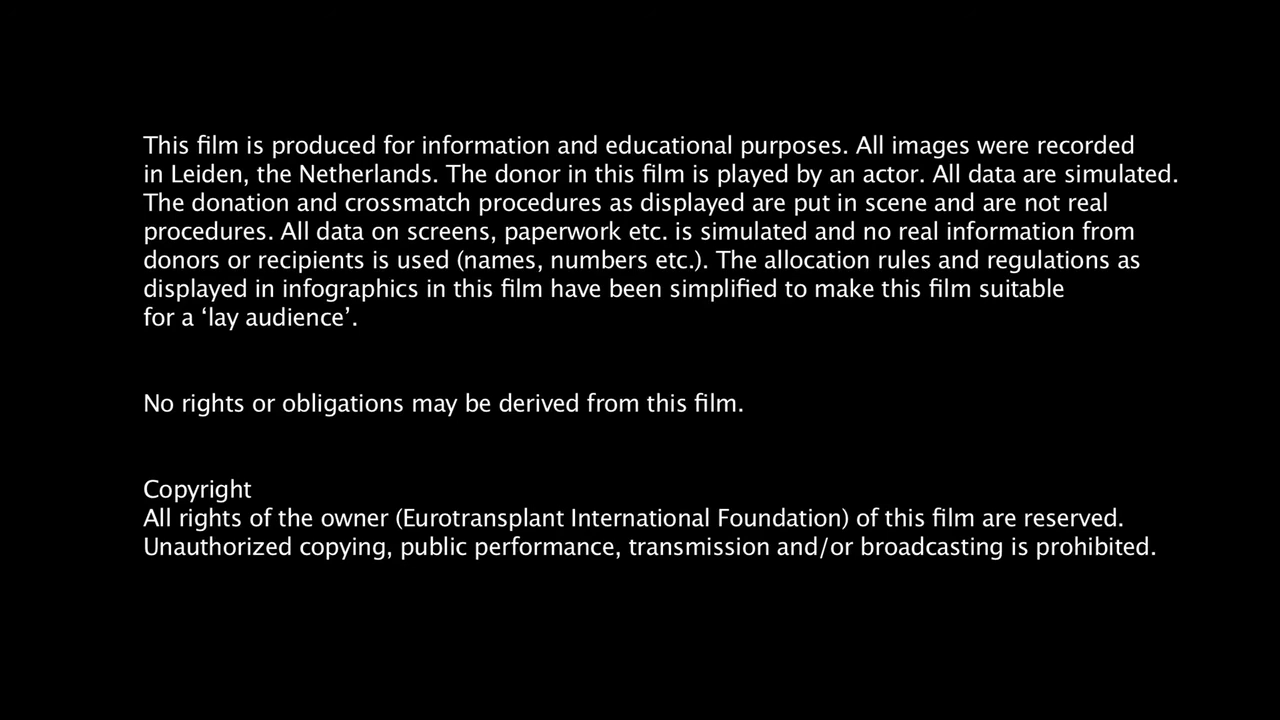 This film is produced for information and educational purposes. All images were recorded
in Leiden, the Netherlands. The donor in this film is played by an actor. All data are simulated.
The donation and crossmatch procedures as displayed are put in scene and are not real
procedures. All data on screens, paperwork etc. is simulated and no real information from
donors or recipients is used (names, numbers etc.). The allocation rules and regulations as
displayed in infographics in this film have been simplified to make this film suitable
for a ‘lay audience’.
No rights or obligations may be derived from this film.
Copyright
All rights of the owner (Eurotransplant International Foundation) of this film are reserved.
Unauthorized copying, public performance, transmission and/or broadcasting is prohibited.